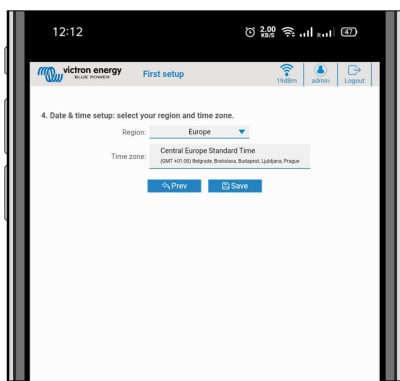 12:12
2.00
KB/S
R
47
victron energy
BLUE POWER
First setup
19dBm
admin
Logout
4. Date & time setup: select your region and time zone.
Region:
Europe
Time zone:
Central Europe Standard Time
(GMT +01:00) Belgrade, Bratislava, Budapest, Ljubljana, Prague
Prev
Save